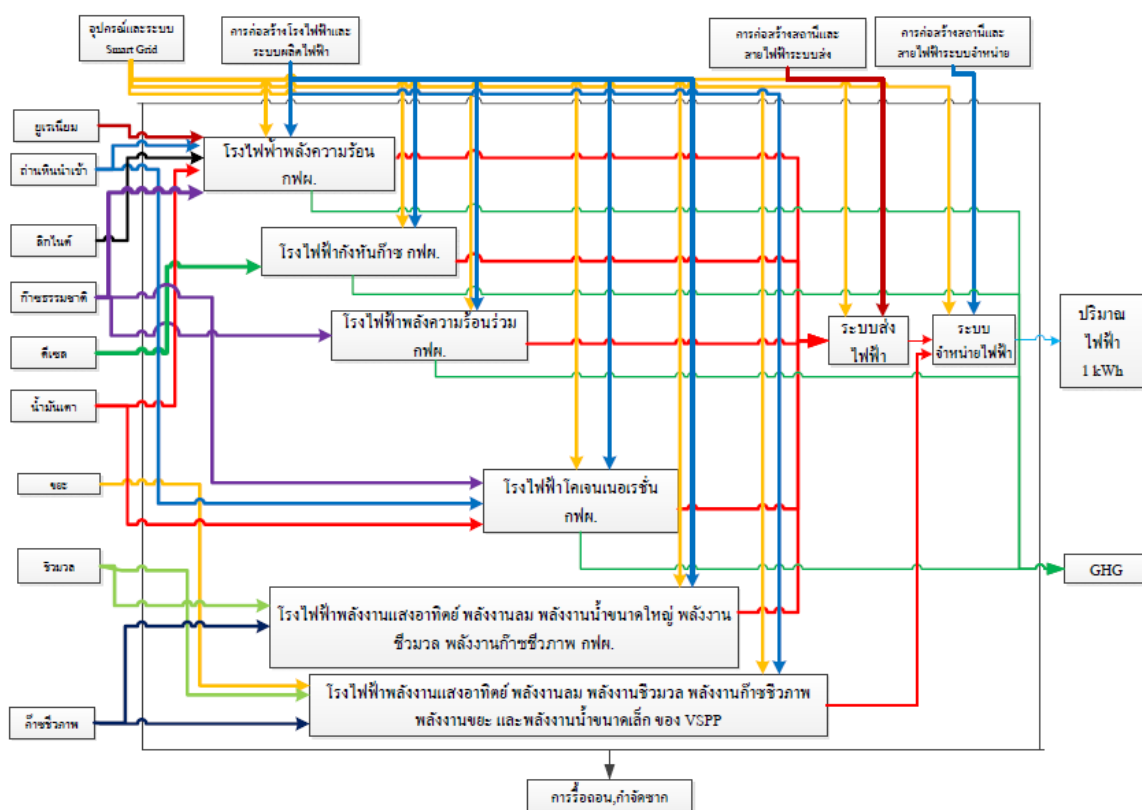 อุปกรณ์และระบบ
Smart Grid
การค่อสร้างโรงไฟฟ้าและ
ระบบผลิตไฟฟ้า
การค่อสร้างสถานีและ
สายไฟฟ้าระบบส่ง
การค่อสร้างสถานีและ
สายไฟฟ้าระบบจำหน่าย
ยูเรเนียม
ถ่านหินนำเข้า
ลิกไนต์
ก๊าซธรรมชาติ
ดีเซล
น้ำมันเตา
ขยะ
ชีวมวล
ก๊าซชีวภาพ
โรงไฟฟ้าพลังความร้อน
กฟผ.
โรงไฟฟ้ากังหันก๊าซ กฟผ.
โรงไฟฟ้าพลังความร้อนร่วม
กฟผ.
โรงไฟฟ้าโคเจนเนอเรชั่น
กฟผ.
โรงไฟฟ้าพลังงานแสงอาทิตย์ พลังงานลม พลังงานน้ำขนาดใหญ่ พลังงาน
ชีวมวล พลังงานก๊าซชีวภาพ กฟผ.
โรงไฟฟ้าพลังงานแสงอาทิตย์ พลังงานลม พลังงานชีวมวล พลังงานก๊าซชีวภาพ
พลังงานขยะ และพลังงานน้ำขนาดเล็ก ของ VSPP
ระบบส่ง
ไฟฟ้า
ระบบ
จำหน่ายไฟฟ้า
ปริมาณ
ไฟฟ้า
1 kWh
GHG
การรื้อถอน,กำจัดซาก